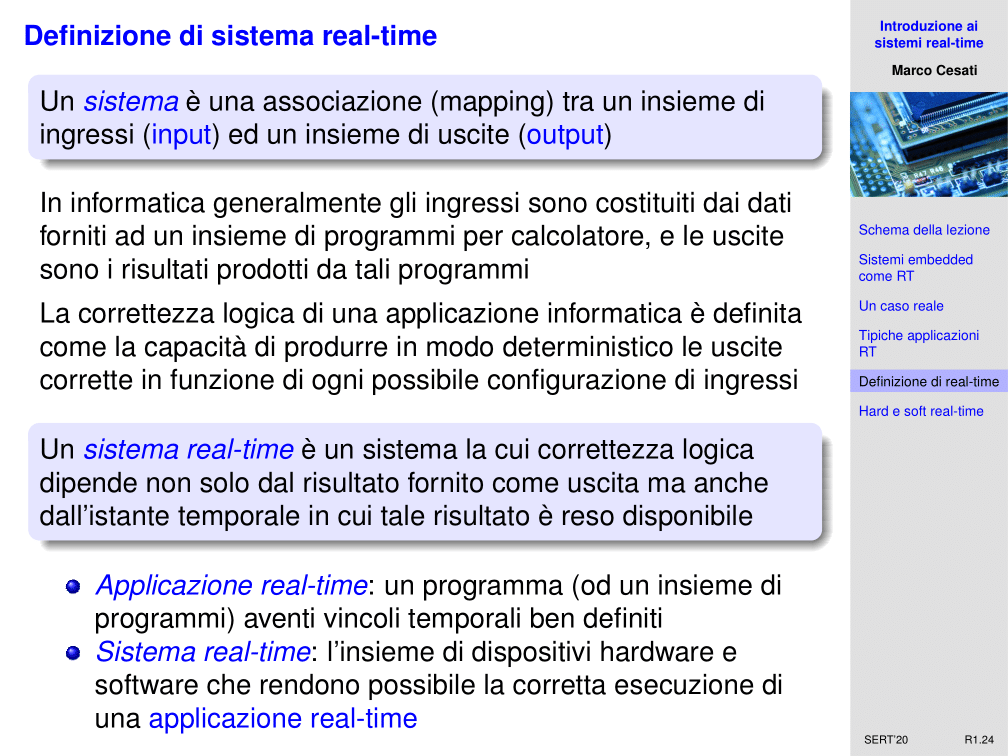 Definizione di sistema real-time
Un sistema è una associazione (mapping) tra un insieme di
ingressi (input) ed un insieme di uscite (output)
In informatica generalmente gli ingressi sono costituiti dai dati
forniti ad un insieme di programmi per calcolatore, e le uscite
sono i risultati prodotti da tali programmi
La correttezza logica di una applicazione informatica è definita
come la capacità di produrre in modo deterministico le uscite
corrette in funzione di ogni possibile configurazione di ingressi
Un sistema real-time è un sistema la cui correttezza logica
dipende non solo dal risultato fornito come uscita ma anche
dall'istante temporale in cui tale risultato è reso disponibile
Applicazione real-time: un programma (od un insieme di
programmi) aventi vincoli temporali ben definiti
Sistema real-time: l'insieme di dispositivi hardware e
software che rendono possibile la corretta esecuzione di
una applicazione real-time
Introduzione ai
sistemi real-time
Marco Cesati
R47 R46
Schema della lezione
Sistemi embedded
come RT
Un caso reale
Tipiche applicazioni
RT
Definizione di real-time
Hard e soft real-time
SERT'20 R1.24